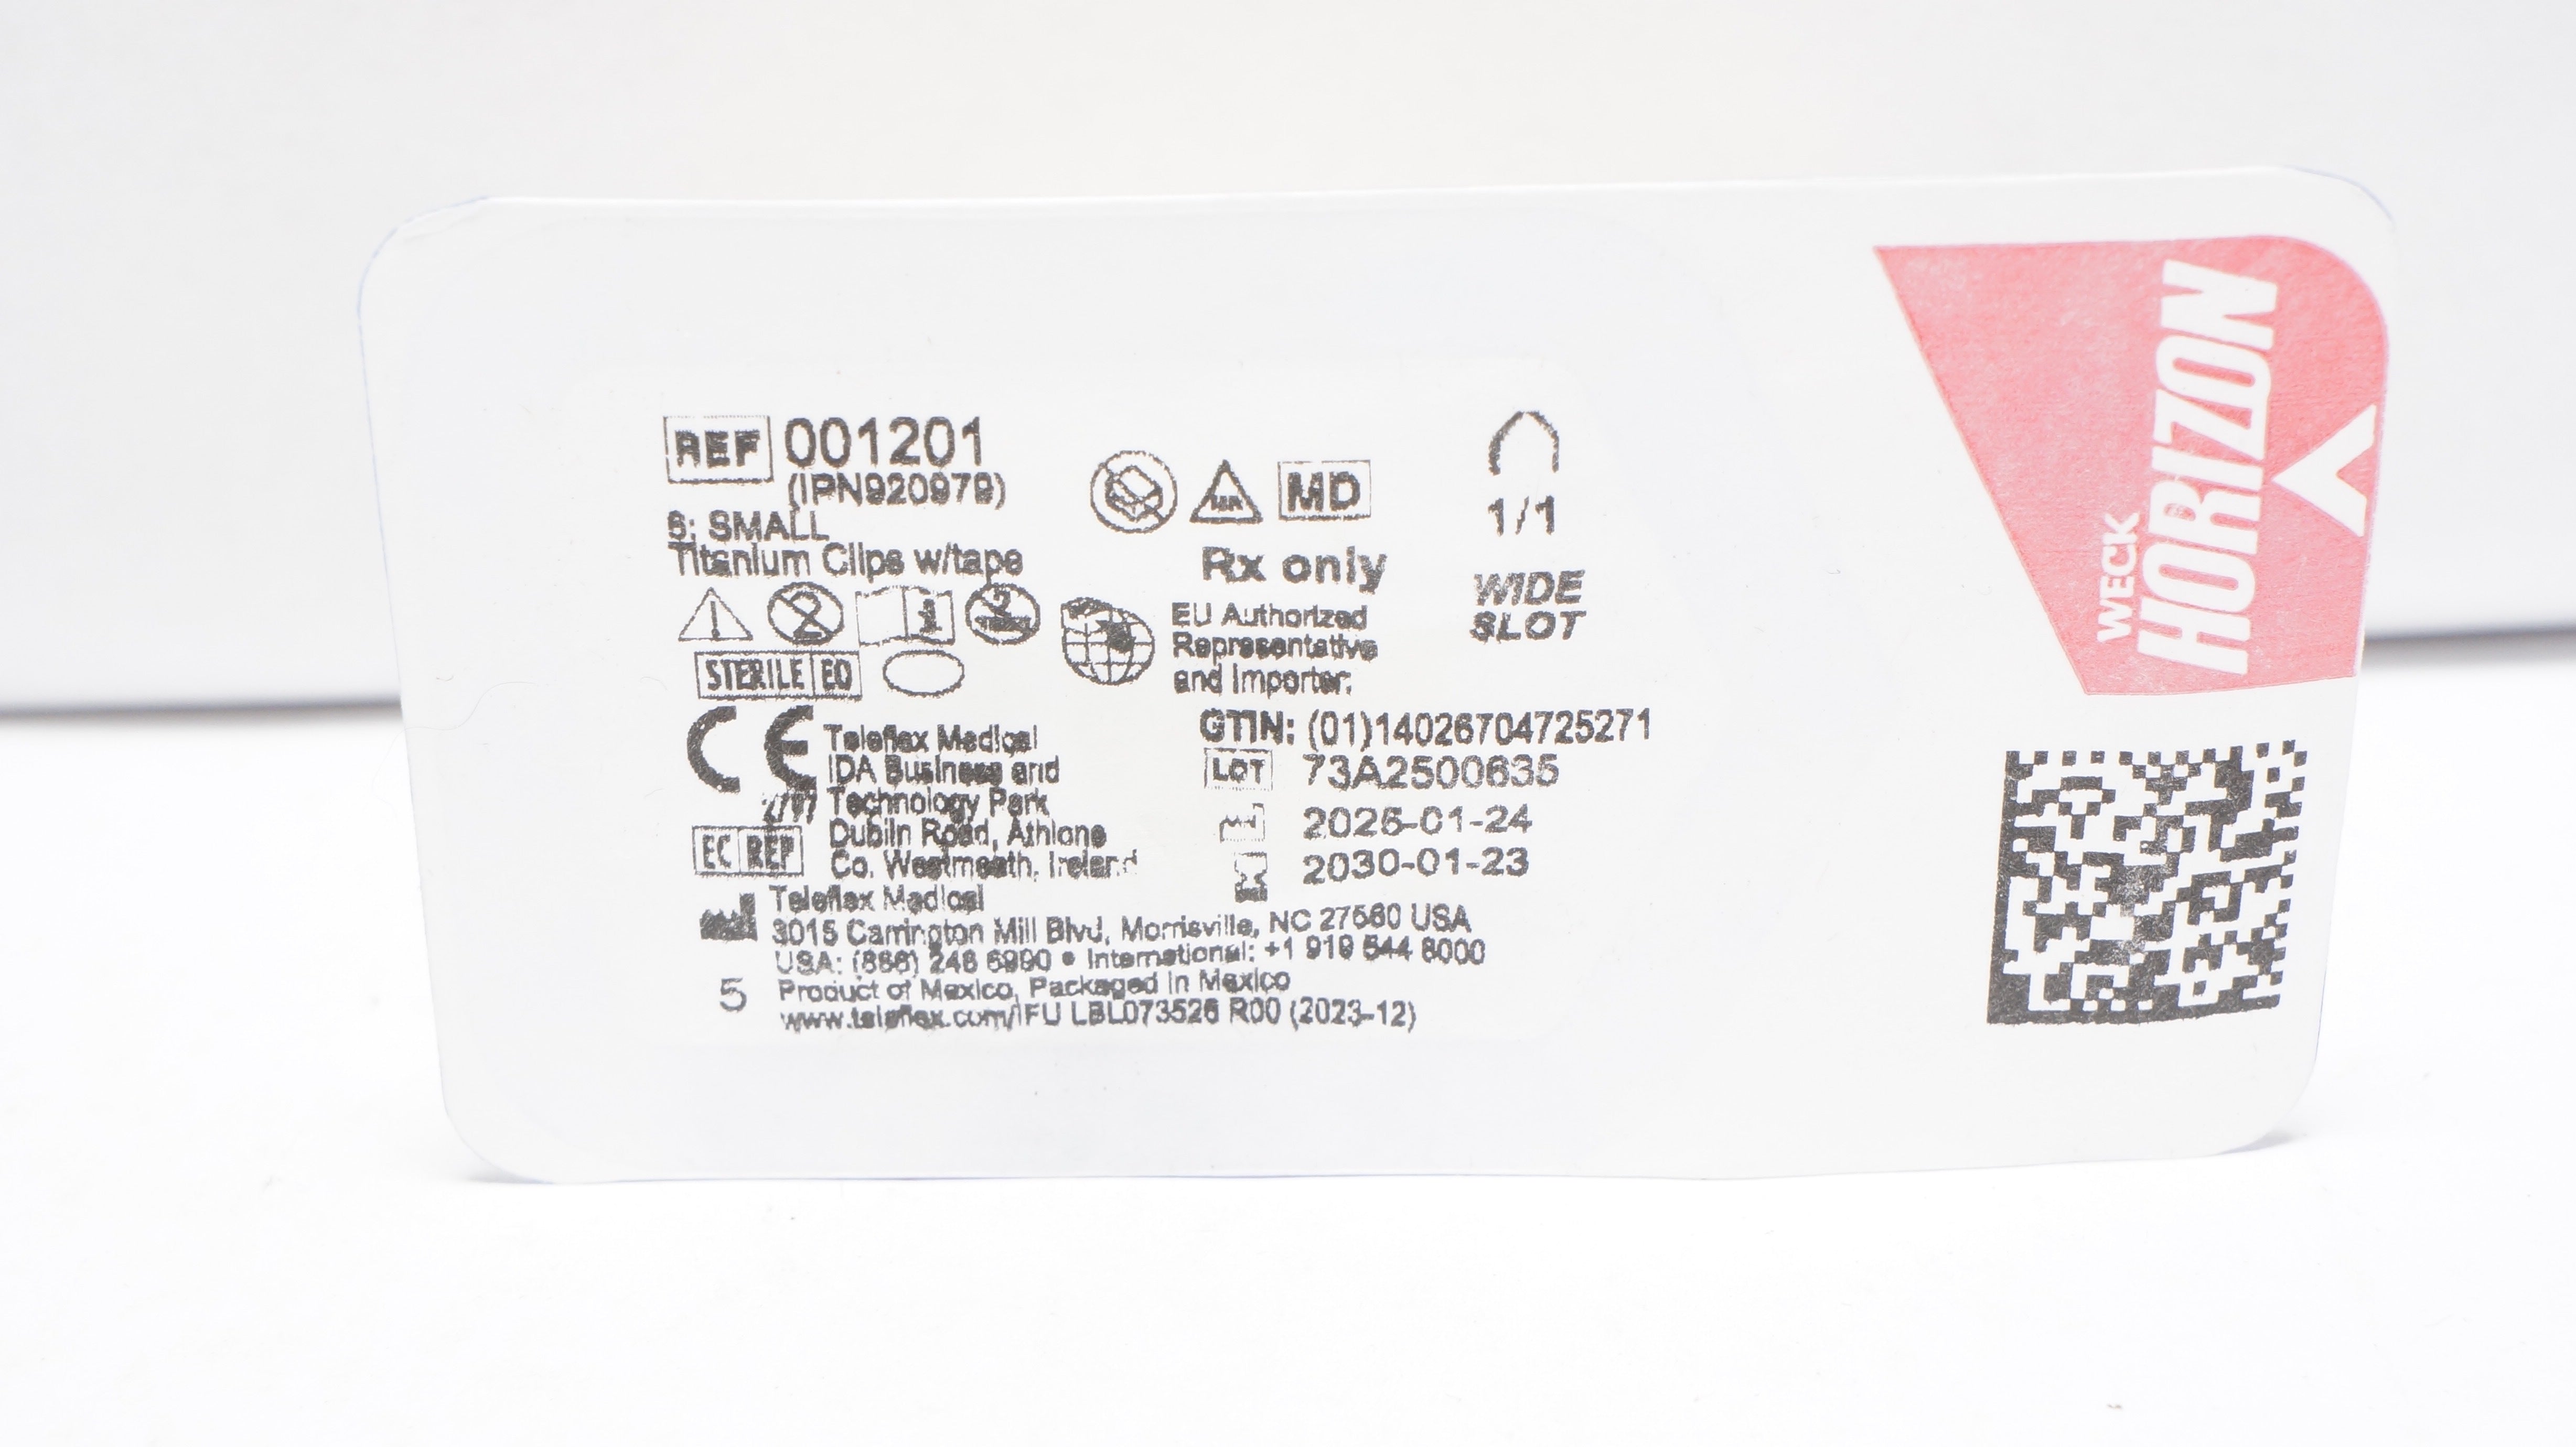 REF 001201
(IPN920979)
6: SMALL
Titanium Clips w/tape
MR
MD
1/1
Rx only
WIDE
SLOT
STERILE EO
EU Authorized
Representative
and Importer:
CE
2797
Teleflex Medical
IDA Business and
Technology Park
Dublin Road, Athlone
Co. Westmeath, Ireland
EC REP
GTIN: (01)14026704725271
LOT 73A2500635
2025-01-24
2030-01-23
Teleflex Medical
3015 Carrington Mill Blvd, Morrisville, NC 27560 USA
USA: (866) 246 6990 • International: +1 919 544 8000
5 Product of Mexico, Packaged in Mexico
www.teleflex.com/IFU LBL073526 R00 (2023-12)
WECK
HORIZON